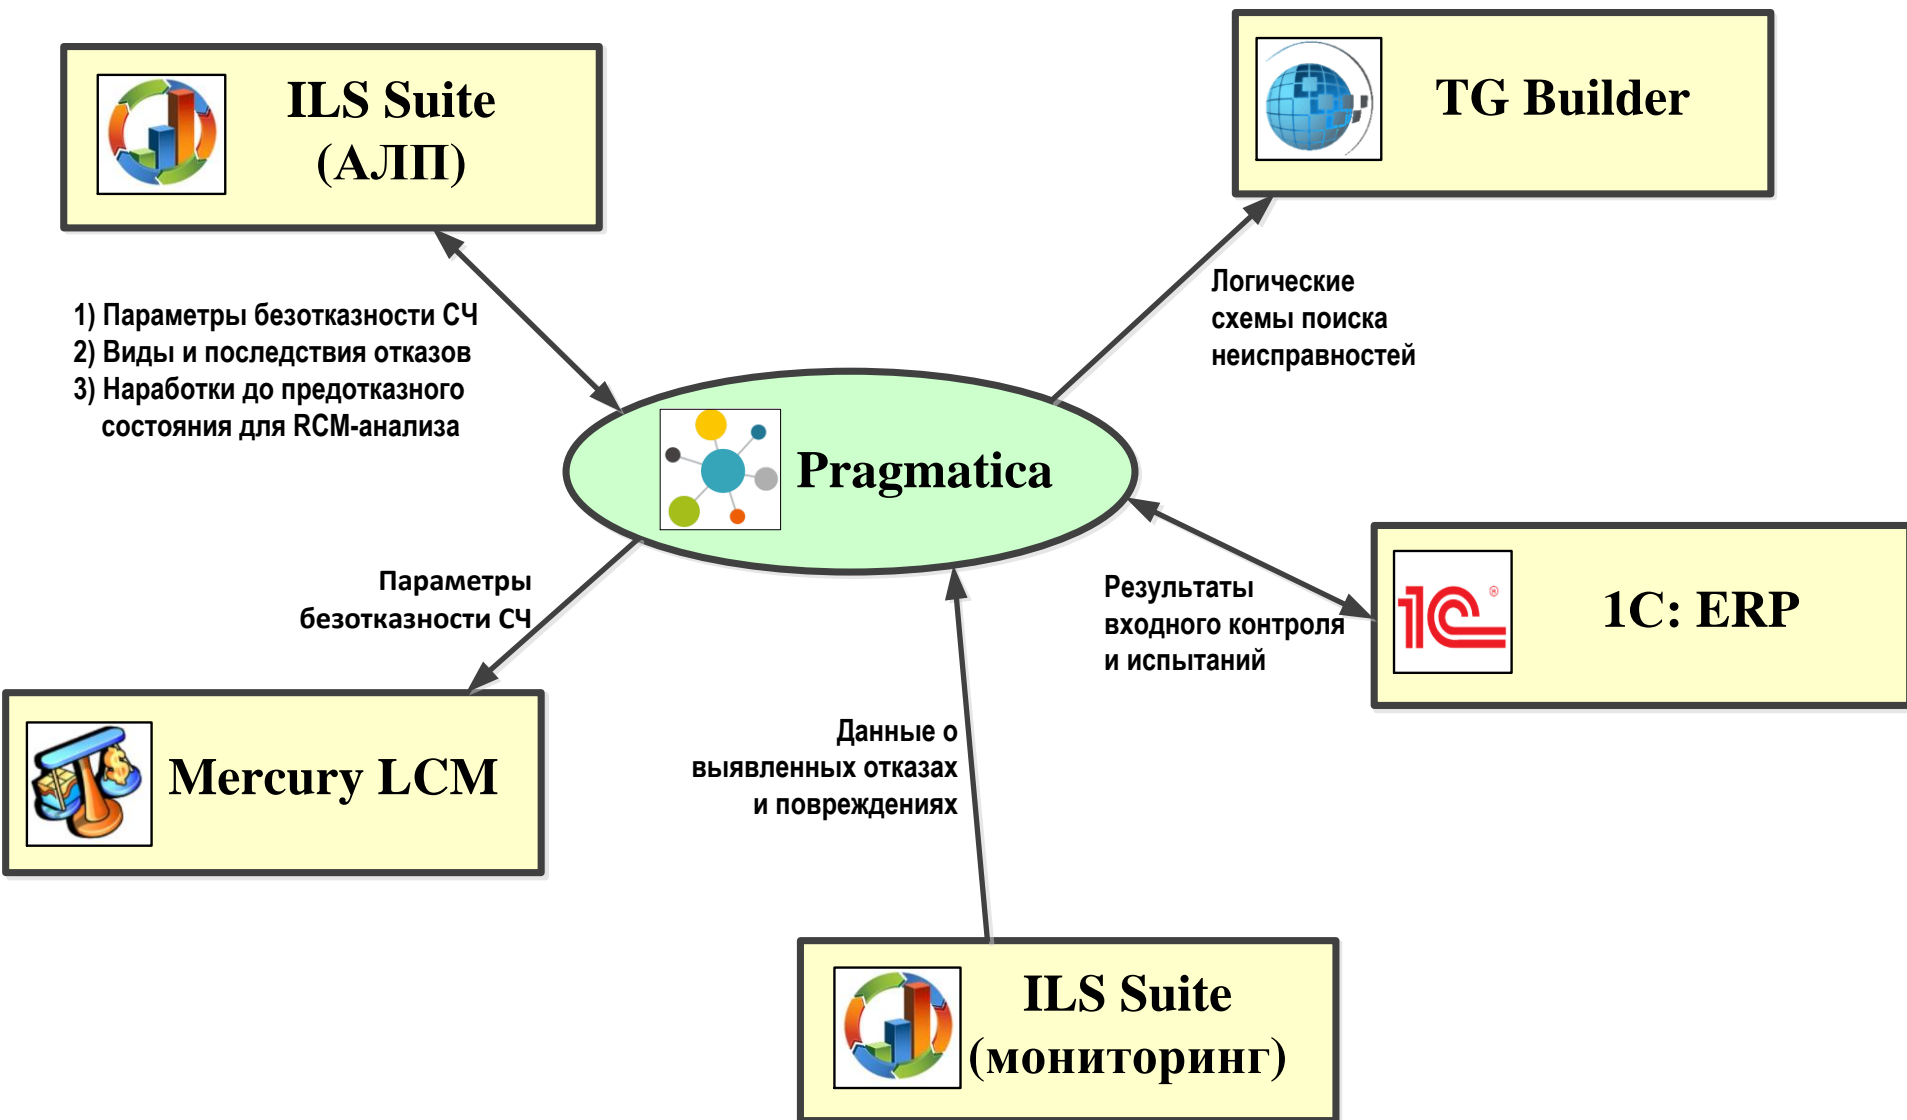 ILS Suite
(АЛП)
TG Builder
1) Параметры безотказности СЧ
2) Виды и последствия отказов
3) Наработки до предотказного
состояния для RCM-анализа
Логические
схемы поиска
неисправностей
Pragmatica
Параметры
безотказности СЧ
Результаты
входного контроля
и испытаний
1С
®
1С: ERP
Mercury LCM
Данные о
выявленных отказах
и повреждениях
ILS Suite
(мониторинг)